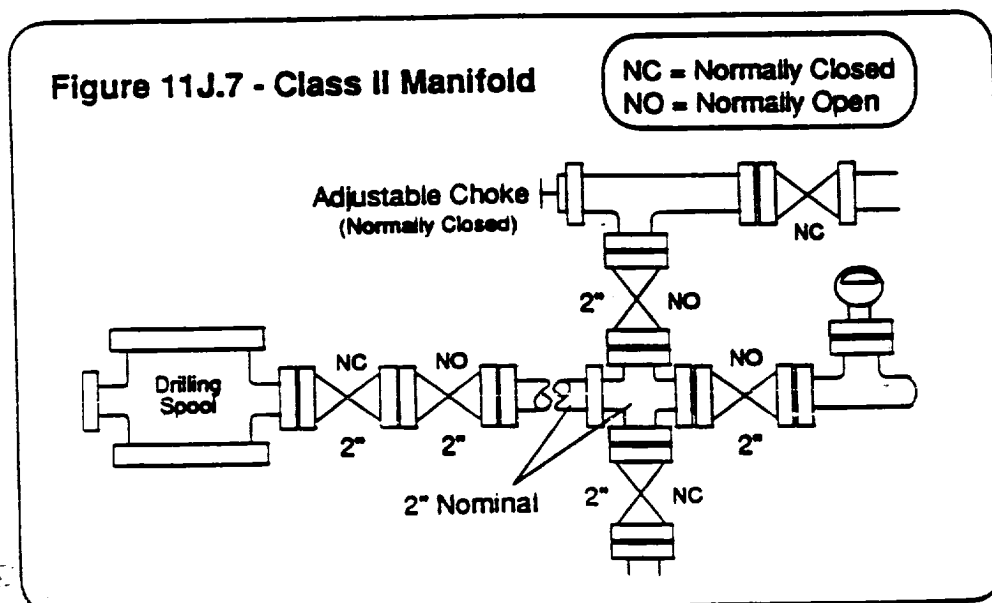 Figure 11J.7 - Class II Manifold
NC = Normally Closed
NO = Normally Open
Adjustable Choke
(Normally Closed)
NC
2" NO
NC NO NO
Drilling
Spool
2" 2" 2"
2" Nominal
2" NC